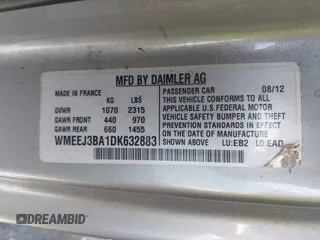 MFD BY DAIMLER AG
MADE IN FRANCE
KG LBS
GVWR 1070 2315
GAWR FRONT 440 970
GAWR REAR 660 1455
PASSENGER CAR 08/12
THIS VEHICLE CONFORMS TO ALL
APPLICABLE U.S. FEDERAL MOTOR
VEHICLE SAFETY, BUMPER, AND
THEFT PREVENTION STANDARDS
IN EFFECT ON THE DATE OF
MANUFACTURE SHOWN ABOVE
WMEEJ3BA1DK632883
LU:EB2 LO:EAD
DREAMBID